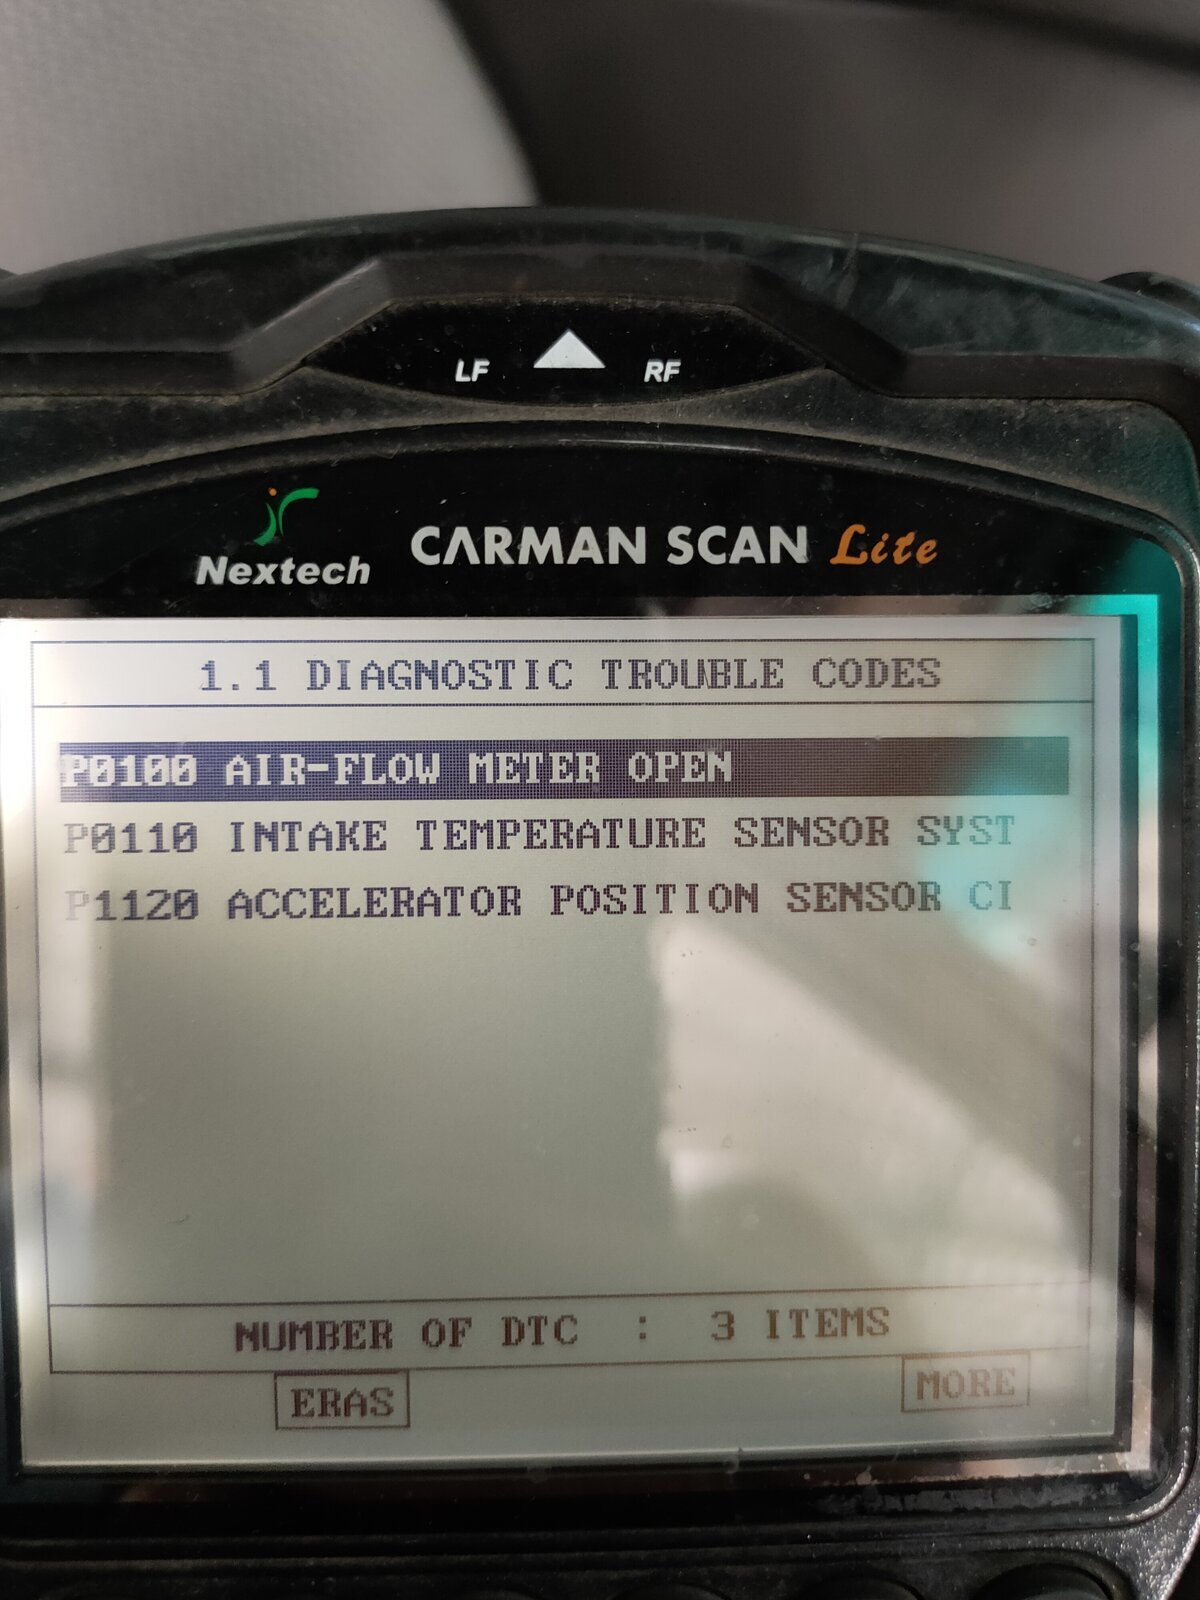 LF RF
Nextech CARMAN SCAN Lite
1.1 DIAGNOSTIC TROUBLE CODES
P0100 AIR-FLOW METER OPEN
P0110 INTAKE TEMPERATURE SENSOR SYST
P1120 ACCELERATOR POSITION SENSOR CI
NUMBER OF DTC : 3 ITEMS
ERAS MORE